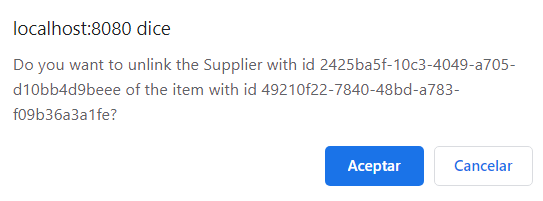 localhost:8080 dice
Do you want to unlink the Supplier with id 2425ba5f-10c3-4049-a705-
d10bb4d9beee of the item with id 49210f22-7840-48bd-a783-
f09b36a3a1fe?
Aceptar
Cancelar